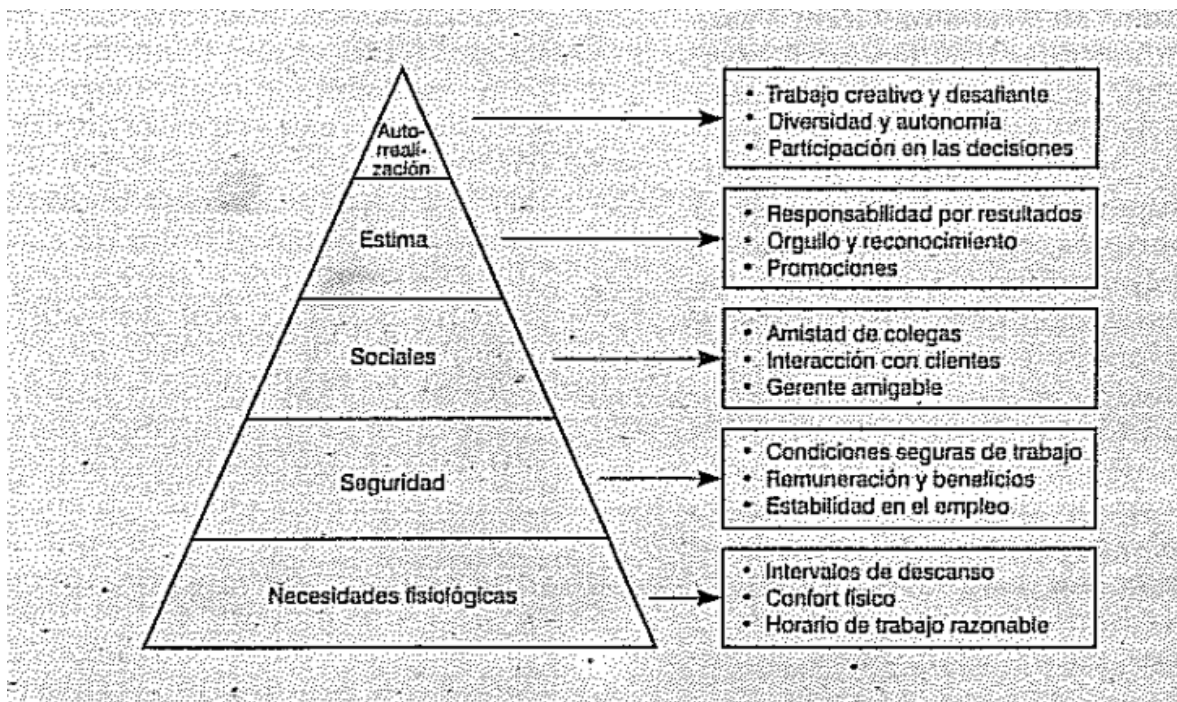 Auto-
rreali-
zación
• Trabajo creativo y desafiante
• Diversidad y autonomía
• Participación en las decisiones
Estima
• Responsabilidad por resultados
• Orgullo y reconocimiento
• Promociones
Sociales
• Amistad de colegas
• Interacción con clientes
• Gerente amigable
Seguridad
• Condiciones seguras de trabajo
• Remuneración y beneficios
• Estabilidad en el empleo
Necesidades fisiológicas
• Intervalos de descanso
• Confort físico
• Horario de trabajo razonable